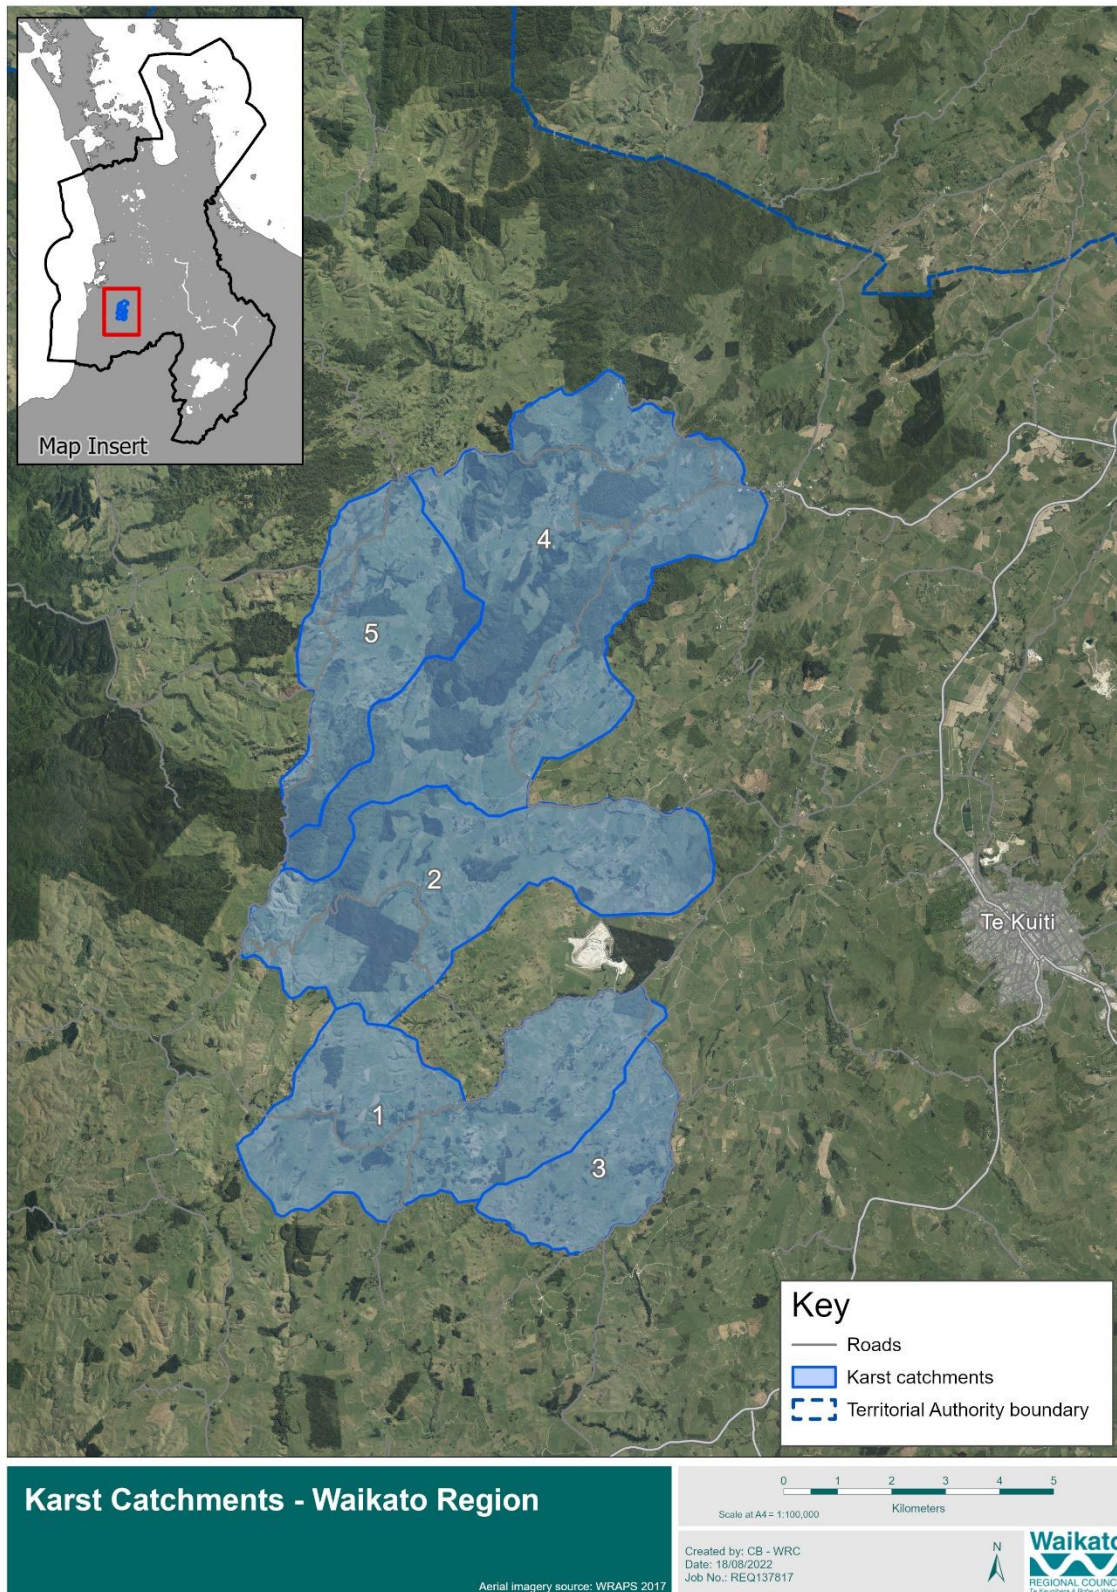 Map Insert
4
5
2
Te Kuiti
1
3
Key
Roads
Karst catchments
Territorial Authority boundary
Karst Catchments - Waikato Region
Aerial imagery source: WRAPS 2017
0 1 2 3 4 5
Kilometers
Scale at A4 = 1:100,000
Created by: CB - WRC
Date: 18/08/2022
Job No.: REQ137817
N
Waikato
REGIONAL COUNC